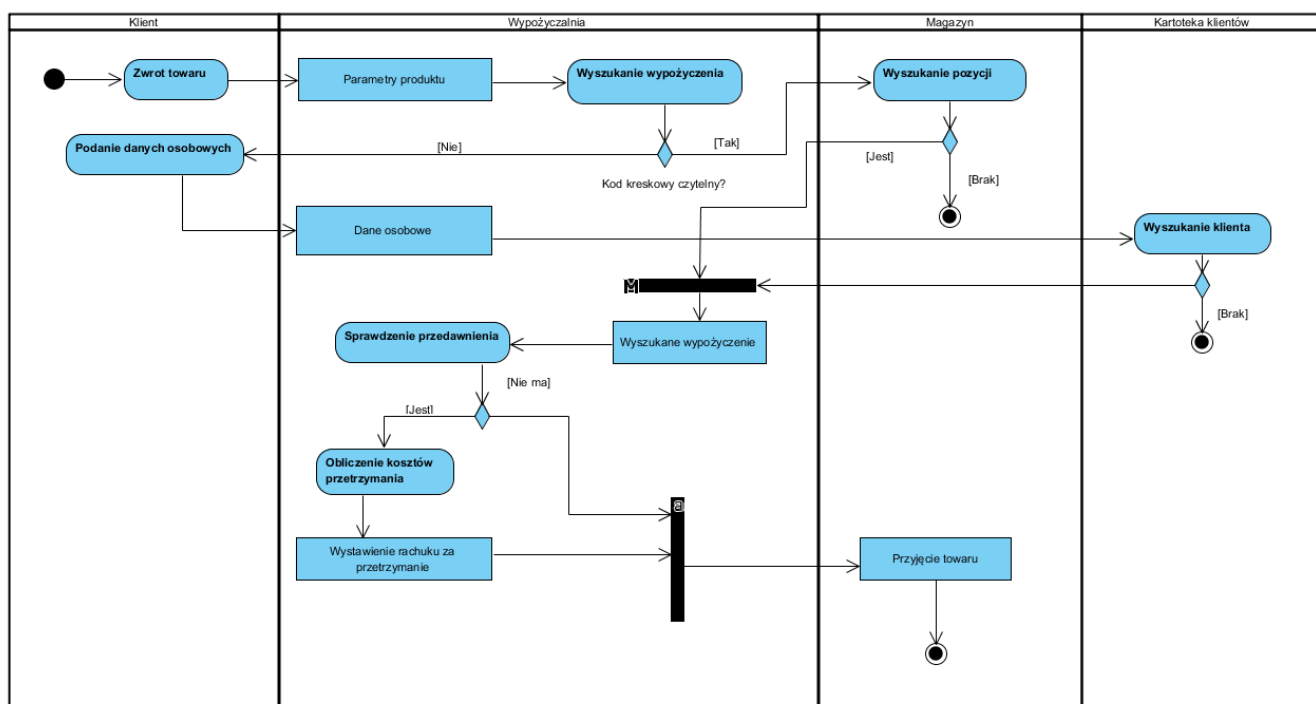 Klient
Wypożyczalnia
Magazyn
Kartoteka klientów
Zwrot towaru
Parametry produktu
Wyszukanie wypożyczenia
Wyszukanie pozycji
Podanie danych osobowych
[Nie]
[Tak]
[Jest]
[Brak]
Kod kreskowy czytelny?
Dane osobowe
Wyszukanie klienta
[Brak]
Sprawdzenie przedawnienia
Wyszukane wypożyczenie
[Nie ma]
[Jest]
Obliczenie kosztów
przetrzymania
Wystawienie rachuku za
przetrzymanie
Przyjęcie towaru